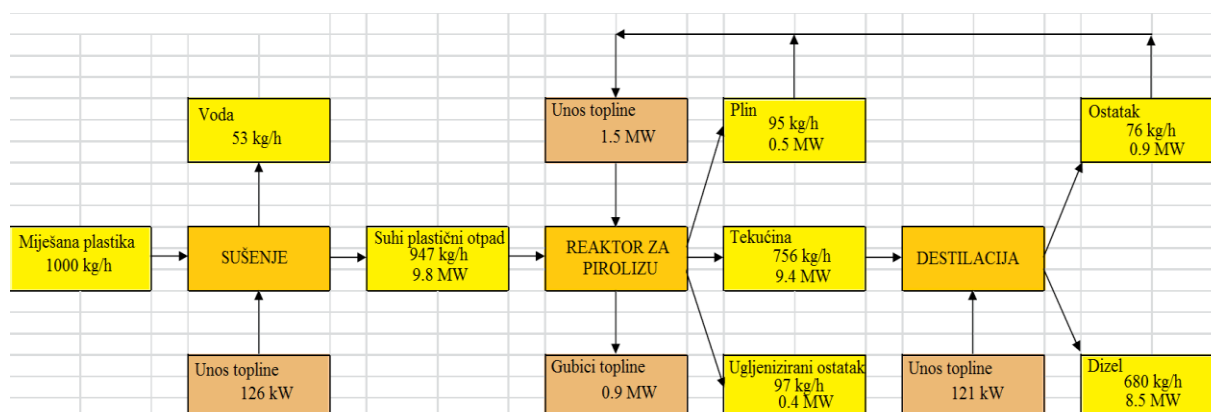 Voda
53 kg/h
Unos topline
1.5 MW
Plin
95 kg/h
0.5 MW
Ostatak
76 kg/h
0.9 MW
Miješana plastika
1000 kg/h
SUŠENJE
Suhi plastični otpad
947 kg/h
9.8 MW
REAKTOR ZA
PIROLIZU
Tekućina
756 kg/h
9.4 MW
DESTILACIJA
Unos topline
126 kW
Gubici topline
0.9 MW
Ugljenizirani ostatak
97 kg/h
0.4 MW
Unos topline
121 kW
Dizel
680 kg/h
8.5 MW